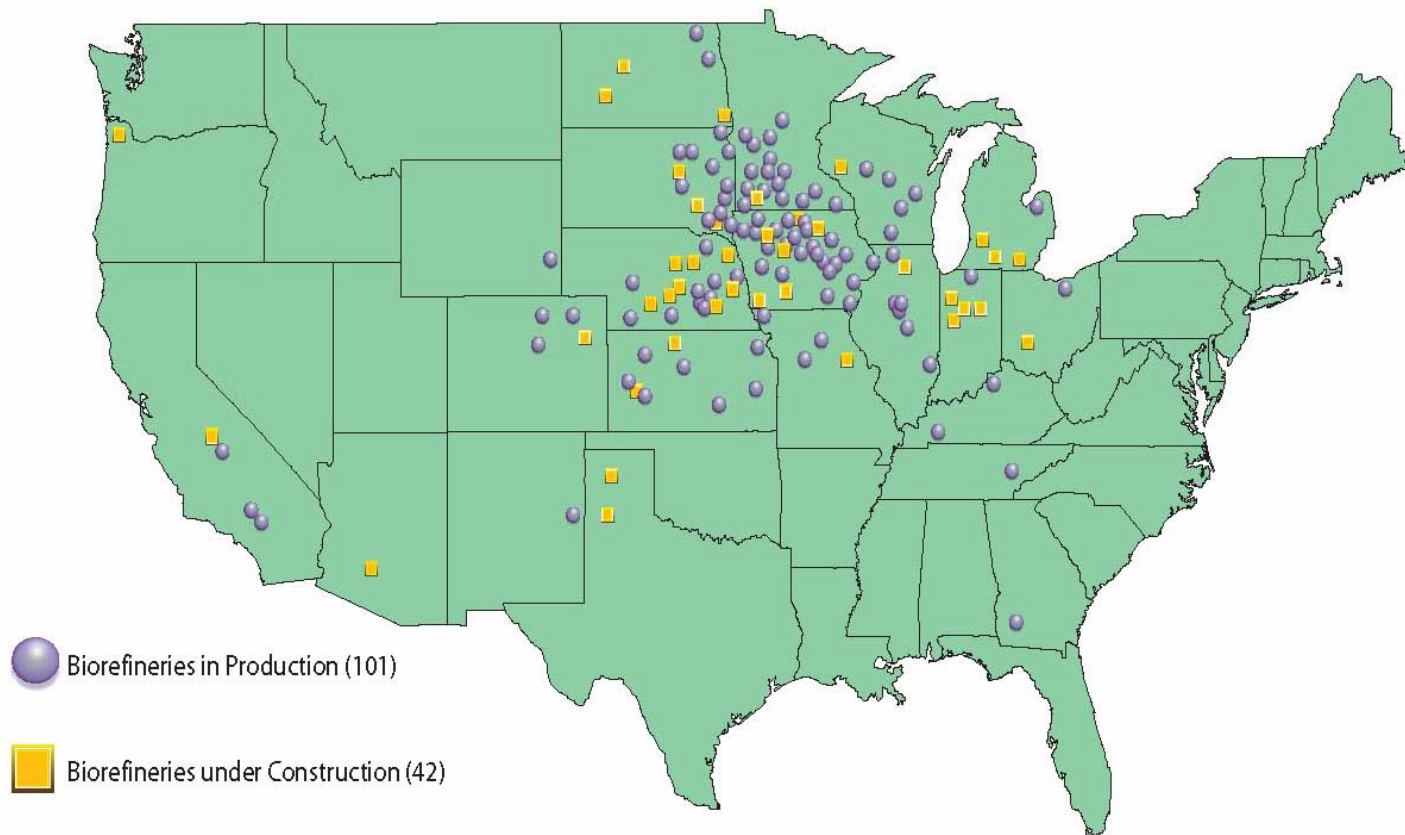 Biorefineries in Production (101)
Biorefineries under Construction (42)